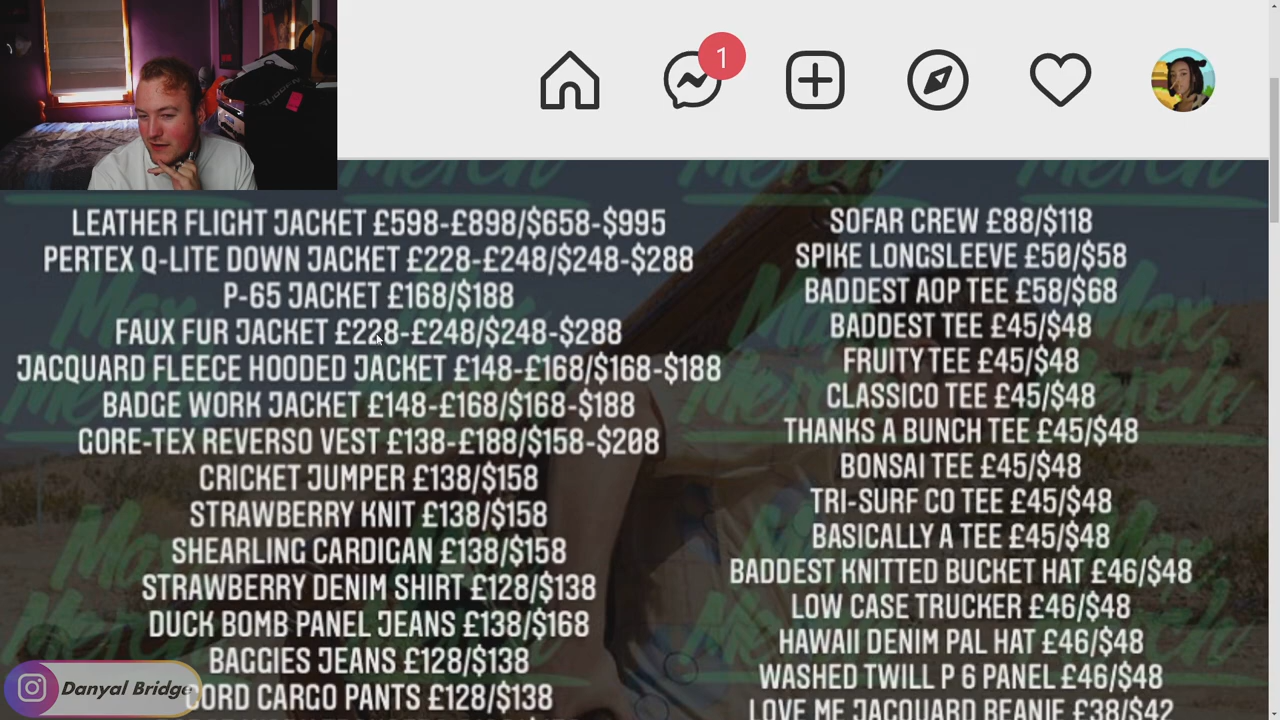 1
Merch
Merch
Merch
LEATHER FLIGHT JACKET £598-£898/$658-$995
PERTEX Q-LITE DOWN JACKET £228-£248/$248-$288
P-65 JACKET £168/$188
FAUX FUR JACKET £228-£248/$248-$288
JACQUARD FLEECE HOODED JACKET £148-£168/$168-$188
BADGE WORK JACKET £148-£168/$168-$188
GORE-TEX REVERSO VEST £138-£188/$158-$208
CRICKET JUMPER £138/$158
STRAWBERRY KNIT £138/$158
SHEARLING CARDIGAN £138/$158
STRAWBERRY DENIM SHIRT £128/$138
DUCK BOMB PANEL JEANS £138/$168
BAGGIES JEANS £128/$138
CORD CARGO PANTS £128/$138
SOFAR CREW £88/$118
SPIKE LONGSLEEVE £50/$58
BADDEST AOP TEE £58/$68
BADDEST TEE £45/$48
FRUITY TEE £45/$48
CLASSICO TEE £45/$48
THANKS A BUNCH TEE £45/$48
BONSAI TEE £45/$48
TRI-SURF CO TEE £45/$48
BASICALLY A TEE £45/$48
BADDEST KNITTED BUCKET HAT £46/$48
LOW CASE TRUCKER £46/$48
HAWAII DENIM PAL HAT £46/$48
WASHED TWILL P 6 PANEL £46/$48
LOVE ME JACQUARD BEANIE £38/$42
Danyal Bridge